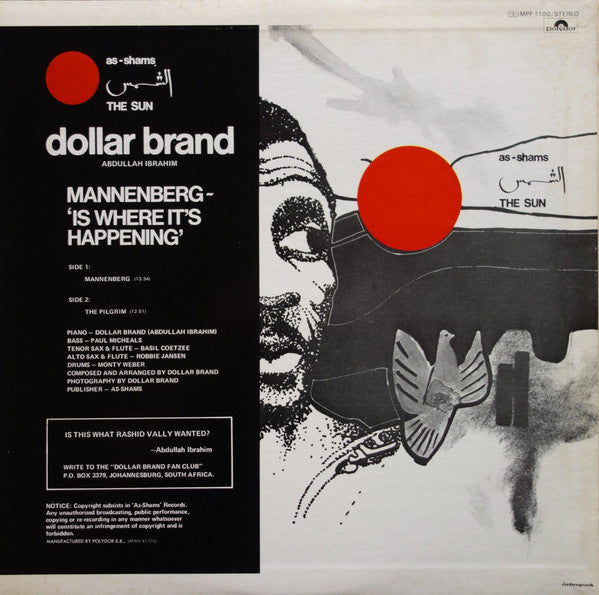 MPF 1100/STEREO
Polydor
as-shams
الشمس
THE SUN
dollar brand
ABDULLAH IBRAHIM
MANNENBERG~
'IS WHERE IT'S
HAPPENING'
SIDE 1:
MANNENBERG (13.34)
SIDE 2:
THE PILGRIM (12.51)
PIANO – DOLLAR BRAND (ABDULLAH IBRAHIM)
BASS – PAUL MICHEALS
TENOR SAX & FLUTE – BASIL COETZEE
ALTO SAX & FLUTE – ROBBIE JANSEN
DRUMS – MONTY WEBER
COMPOSED AND ARRANGED BY DOLLAR BRAND
PHOTOGRAPHY BY DOLLAR BRAND
PUBLISHER – AS-SHAMS
IS THIS WHAT RASHID VALLY WANTED?
–Abdullah Ibrahim
WRITE TO THE "DOLLAR BRAND FAN CLUB"
P.O. BOX 3379, JOHANNESBURG, SOUTH AFRICA.
NOTICE: Copyright subsists in 'As-Shams' Records.
Any unauthorised broadcasting, public performance,
copying or re-recording in any manner whatsoever
will constitute an infringement of copyright and is
forbidden.
MANUFACTURED BY POLYDOR K.K., JAPAN
as-shams
الشمس
THE SUN
interpak